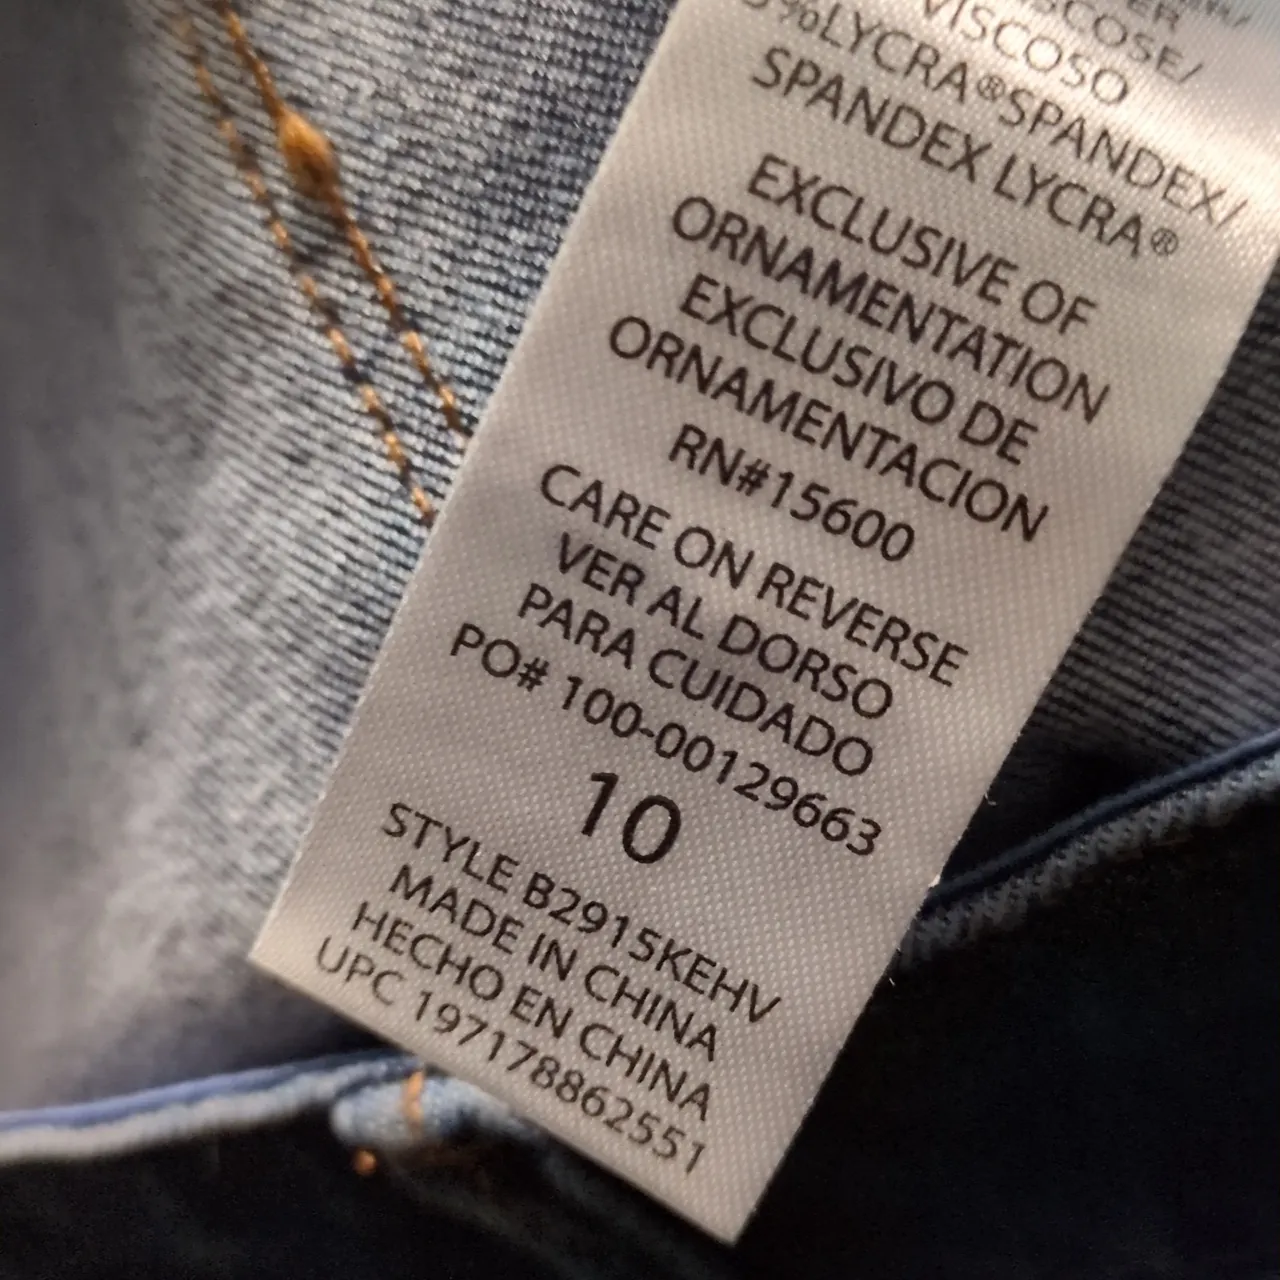 VISCOSE/
VISCOSO
%LYCRA®SPANDEX/
SPANDEX LYCRA®
EXCLUSIVE OF
ORNAMENTATION
EXCLUSIVO DE
ORNAMENTACION
RN#15600
CARE ON REVERSE
VER AL DORSO
PARA CUIDADO
PO# 100-00129663
10
STYLE B2915KEHV
MADE IN CHINA
HECHO EN CHINA
UPC 197178862551